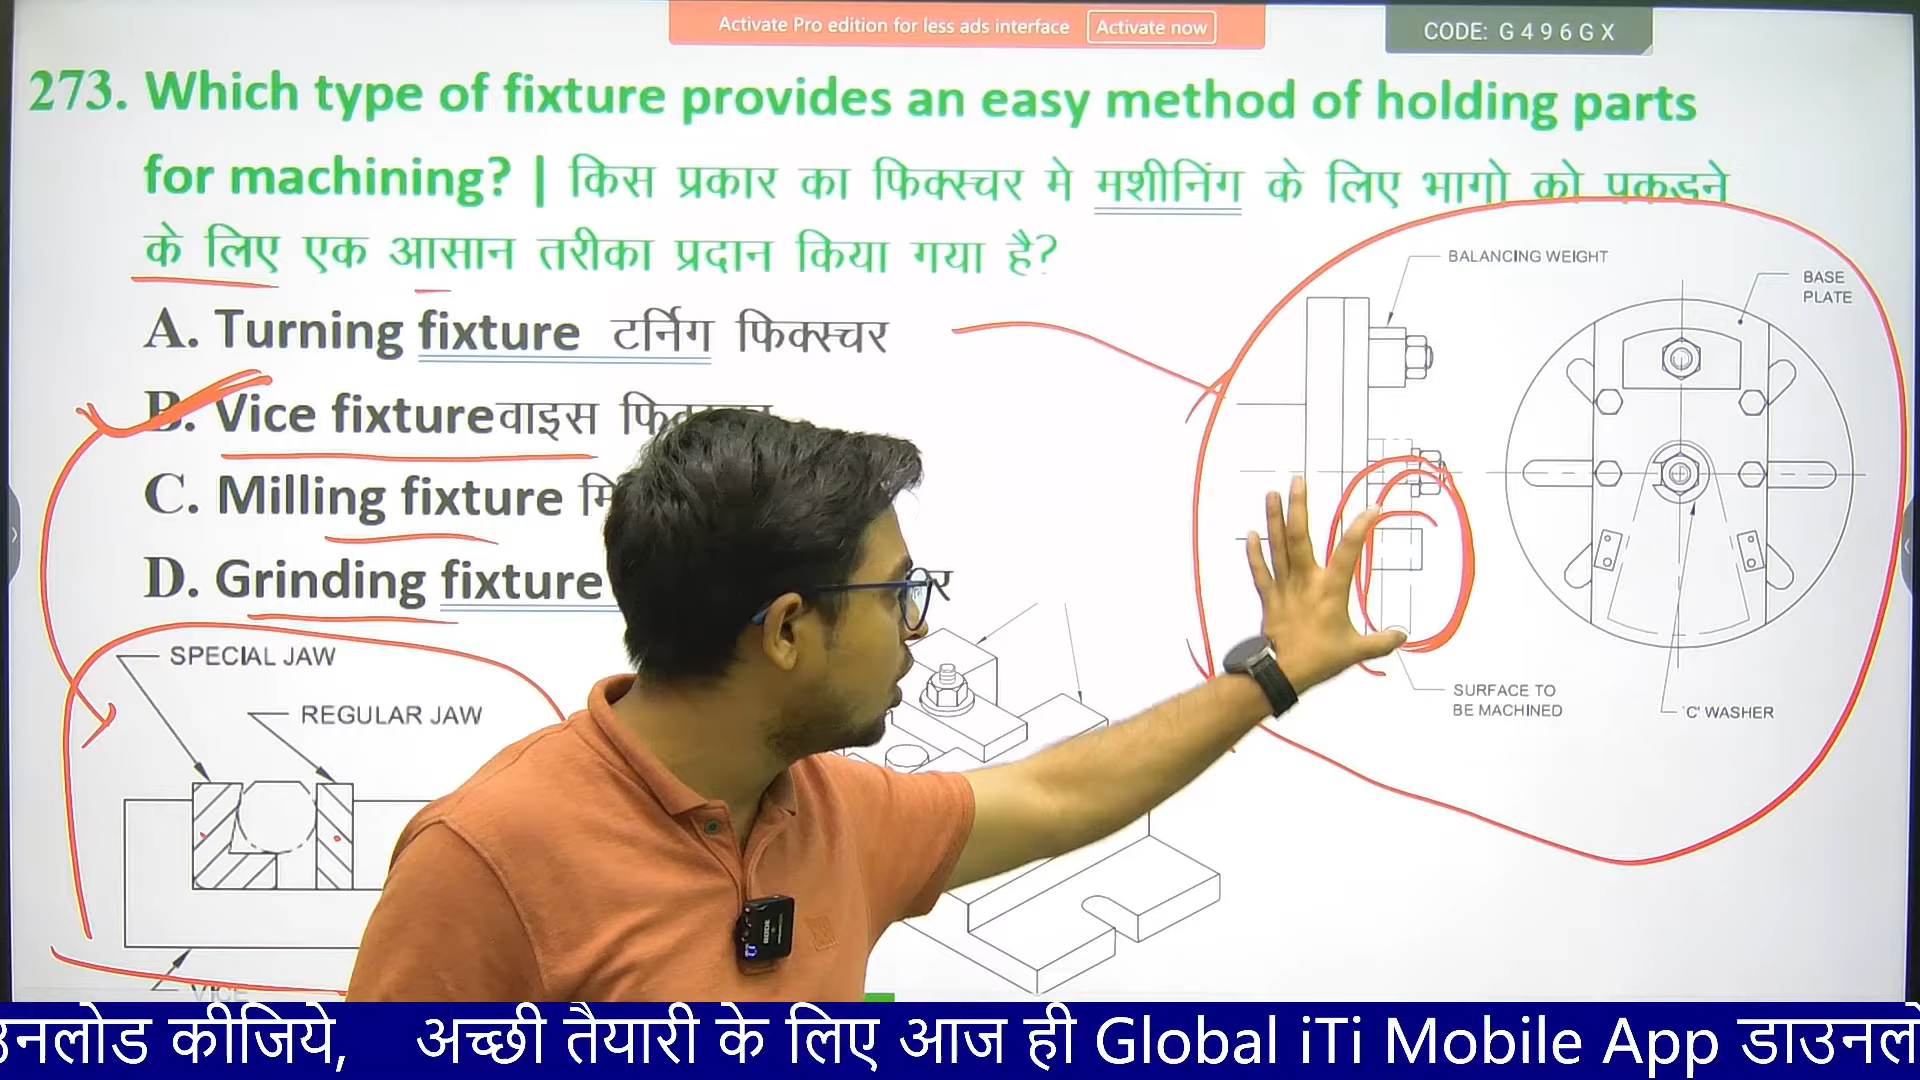 Activate Pro edition for less ads interface Activate now
CODE: G 4 9 6 G X
273. Which type of fixture provides an easy method of holding parts
for machining? | किस प्रकार का फिक्स्चर मे मशीनिंग के लिए भागो को पकड़ने
के लिए एक आसान तरीका प्रदान किया गया है?
A. Turning fixture टर्निंग फिक्स्चर
B. Vice fixture वाइस
C. Milling fixture
D. Grinding fixture
SPECIAL JAW
REGULAR JAW
VICE
BALANCING WEIGHT
BASE
PLATE
SURFACE TO
BE MACHINED
'C' WASHER
कीजिये, अच्छी तैयारी के लिए आज ही Global iTi Mobile App